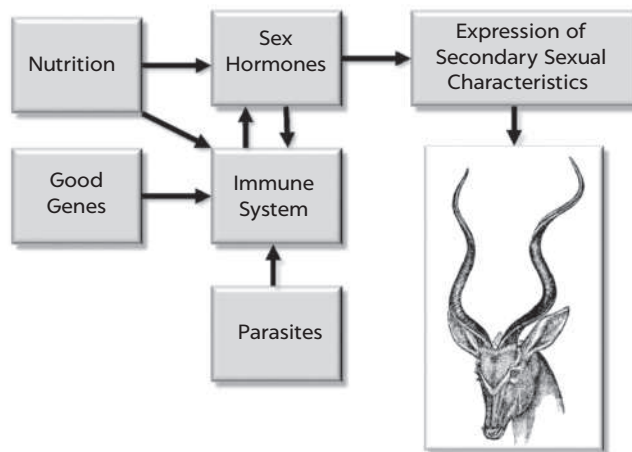 Nutrition
Sex
Hormones
Expression of
Secondary Sexual
Characteristics
Good
Genes
Immune
System
Parasites